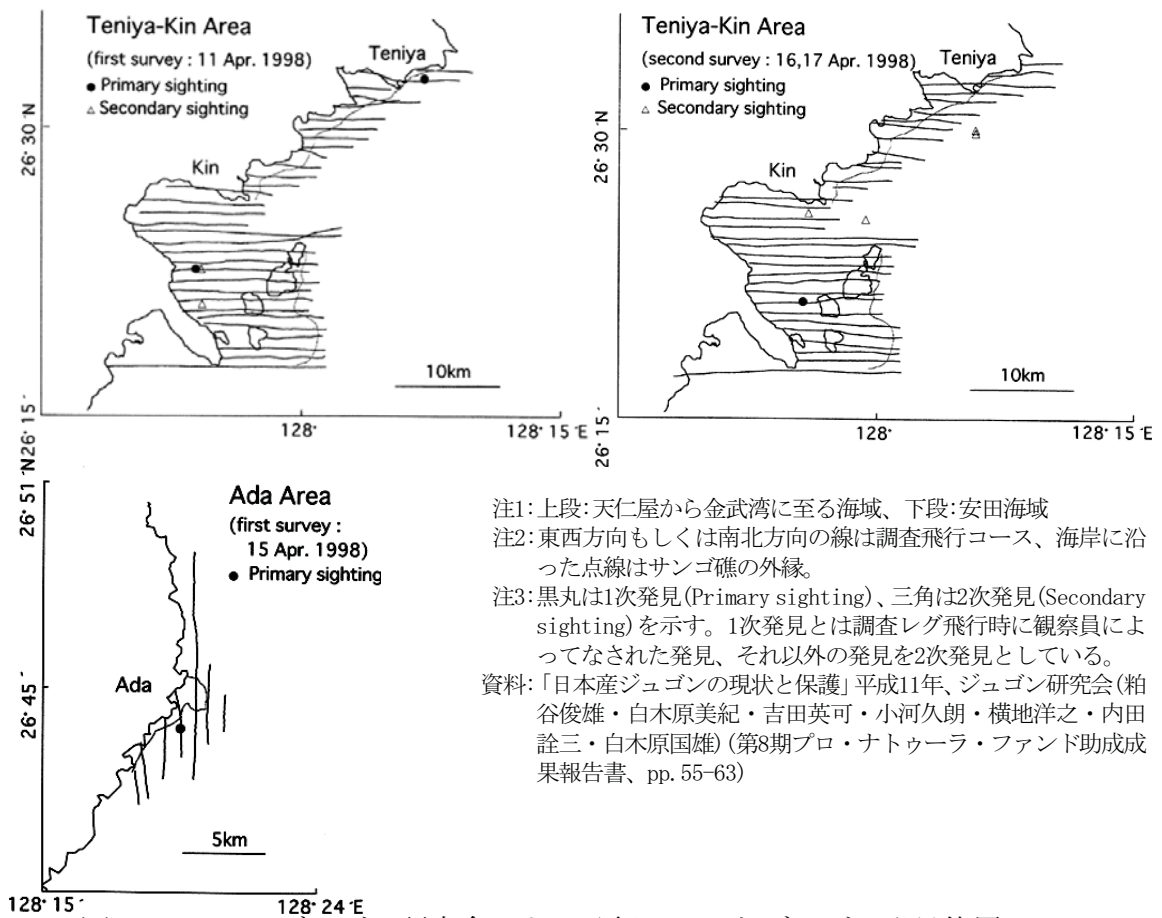 Teniya-Kin Area
(first survey : 11 Apr. 1998)
● Primary sighting
△ Secondary sighting
Teniya
Kin
26° 30 N
10km
26° 15
128°
128° 15 E
Teniya-Kin Area
(second survey : 16,17 Apr. 1998)
● Primary sighting
△ Secondary sighting
Teniya
Kin
26° 30 N
10km
26° 15
128°
128° 15 E
Ada Area
(first survey :
15 Apr. 1998)
● Primary sighting
26° 51 N
Ada
26° 45
5km
128° 15
128° 24 E
注1：上段：天仁屋から金武湾に至る海域、下段：安田海域
注2：東西方向もしくは南北方向の線は調査飛行コース、海岸に沿
った点線はサンゴ礁の外縁。
注3：黒丸は1次発見(Primary sighting)、三角は2次発見(Secondary
sighting)を示す。1次発見とは調査レグ飛行時に観察員によ
ってなされた発見、それ以外の発見を2次発見としている。
資料：「日本産ジュゴンの現状と保護」平成11年、ジュゴン研究会(粕
谷俊雄・白木原美紀・吉田英可・小河久朗・横地洋之・内田
詮三・白木原国雄)(第8期プロ・ナトゥーラ・ファンド助成成
果報告書、pp.55-63)